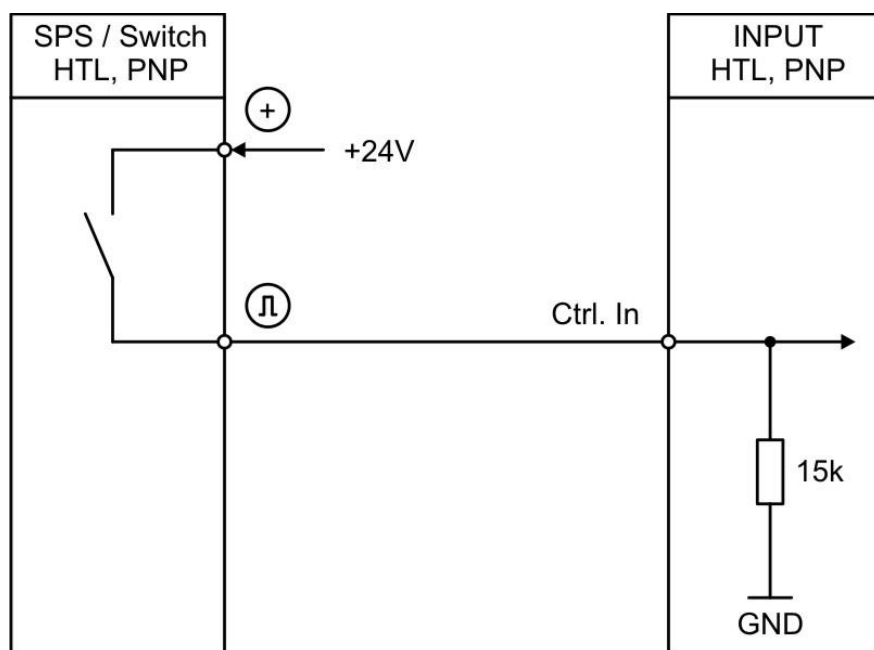 SPS / Switch
HTL, PNP
INPUT
HTL, PNP
+
+24V
Ctrl. In
15k
GND